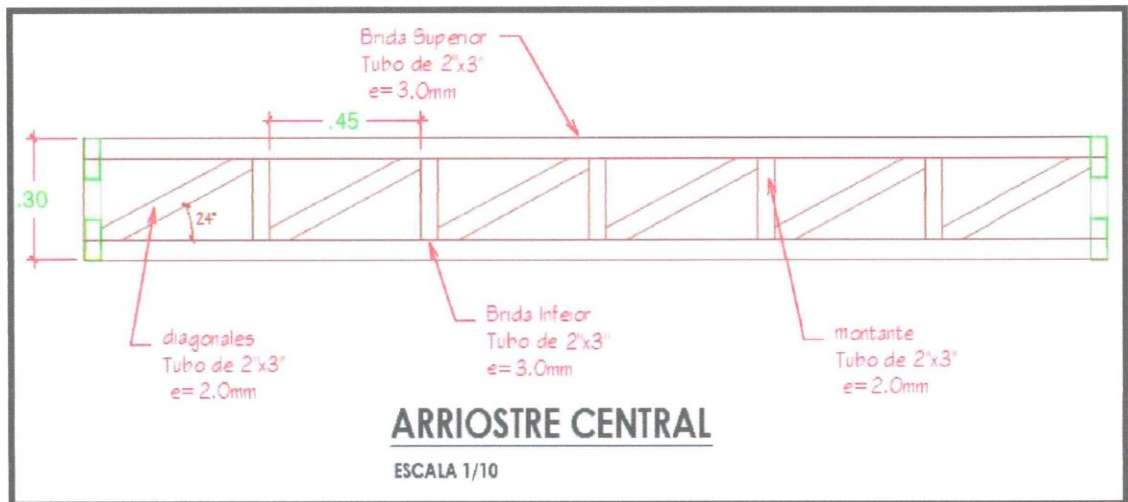 Brida Superior
Tubo de 2"x3"
e= 3.0mm
.45
.30
24°
diagonales
Tubo de 2"x3"
e= 2.0mm
Brida Inferior
Tubo de 2"x3"
e= 3.0mm
montante
Tubo de 2"x3"
e= 2.0mm
ARRIOSTRE CENTRAL
ESCALA 1/10